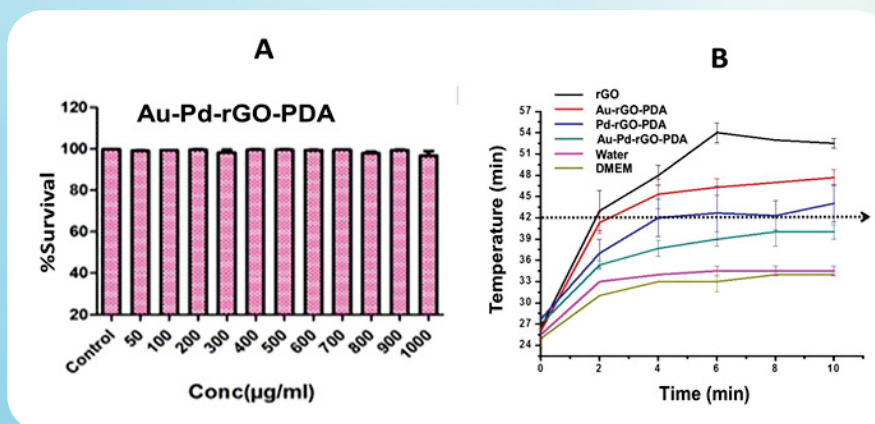 A
Au-Pd-rGO-PDA
120
100
80
60
40
20
%Survival
Control
50
100
200
300
400
500
600
700
800
900
1000
Conc(µg/ml)
B
rGO
Au-rGO-PDA
Pd-rGO-PDA
Au-Pd-rGO-PDA
Water
DMEM
57
54
51
48
45
42
39
36
33
30
27
24
Temperature (min)
0
2
4
6
8
10
Time (min)